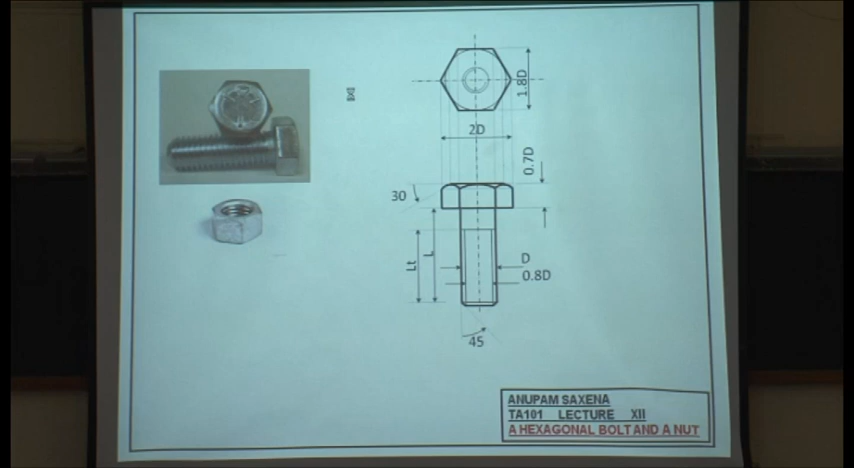 1.8D
2D
0.7D
30
Lt
L
D
0.8D
45
ANUPAM SAXENA
TA101 LECTURE XII
A HEXAGONAL BOLT AND A NUT